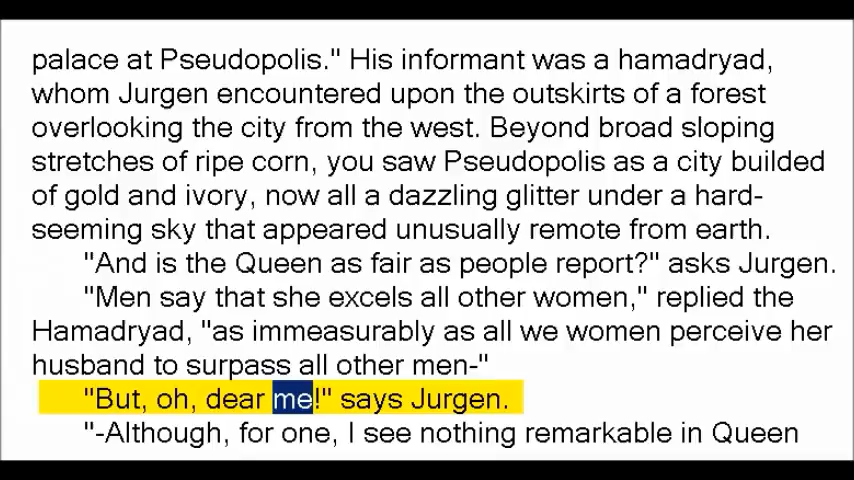 palace at Pseudopolis." His informant was a hamadryad,
whom Jurgen encountered upon the outskirts of a forest
overlooking the city from the west. Beyond broad sloping
stretches of ripe corn, you saw Pseudopolis as a city builded
of gold and ivory, now all a dazzling glitter under a hard-
seeming sky that appeared unusually remote from earth.
"And is the Queen as fair as people report?" asks Jurgen.
"Men say that she excels all other women," replied the
Hamadryad, "as immeasurably as all we women perceive her
husband to surpass all other men-"
"But, oh, dear me!" says Jurgen.
"-Although, for one, I see nothing remarkable in Queen